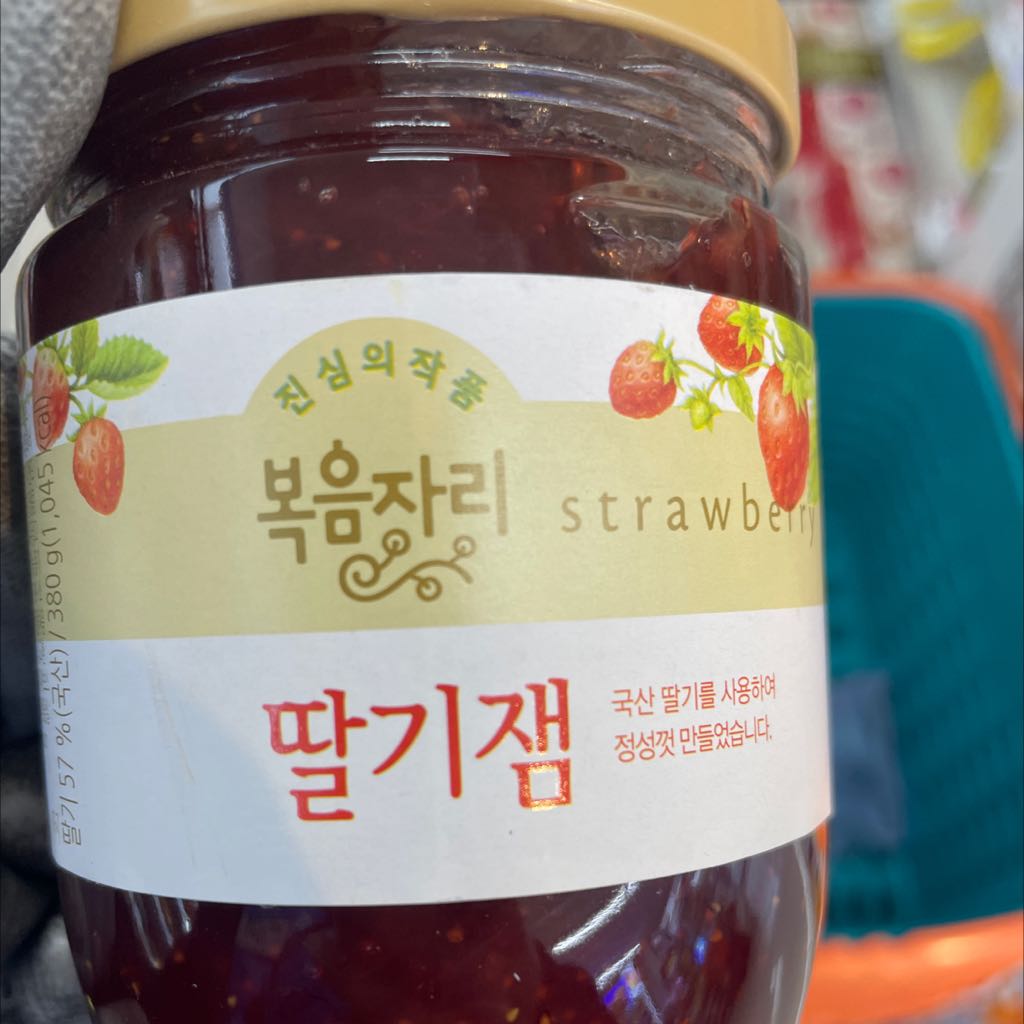 진심의작품
복음자리
strawberry
딸기잼
국산 딸기를 사용하여
정성껏 만들었습니다.
딸기 57 %(국산) / 380 g(1,045 kcal)